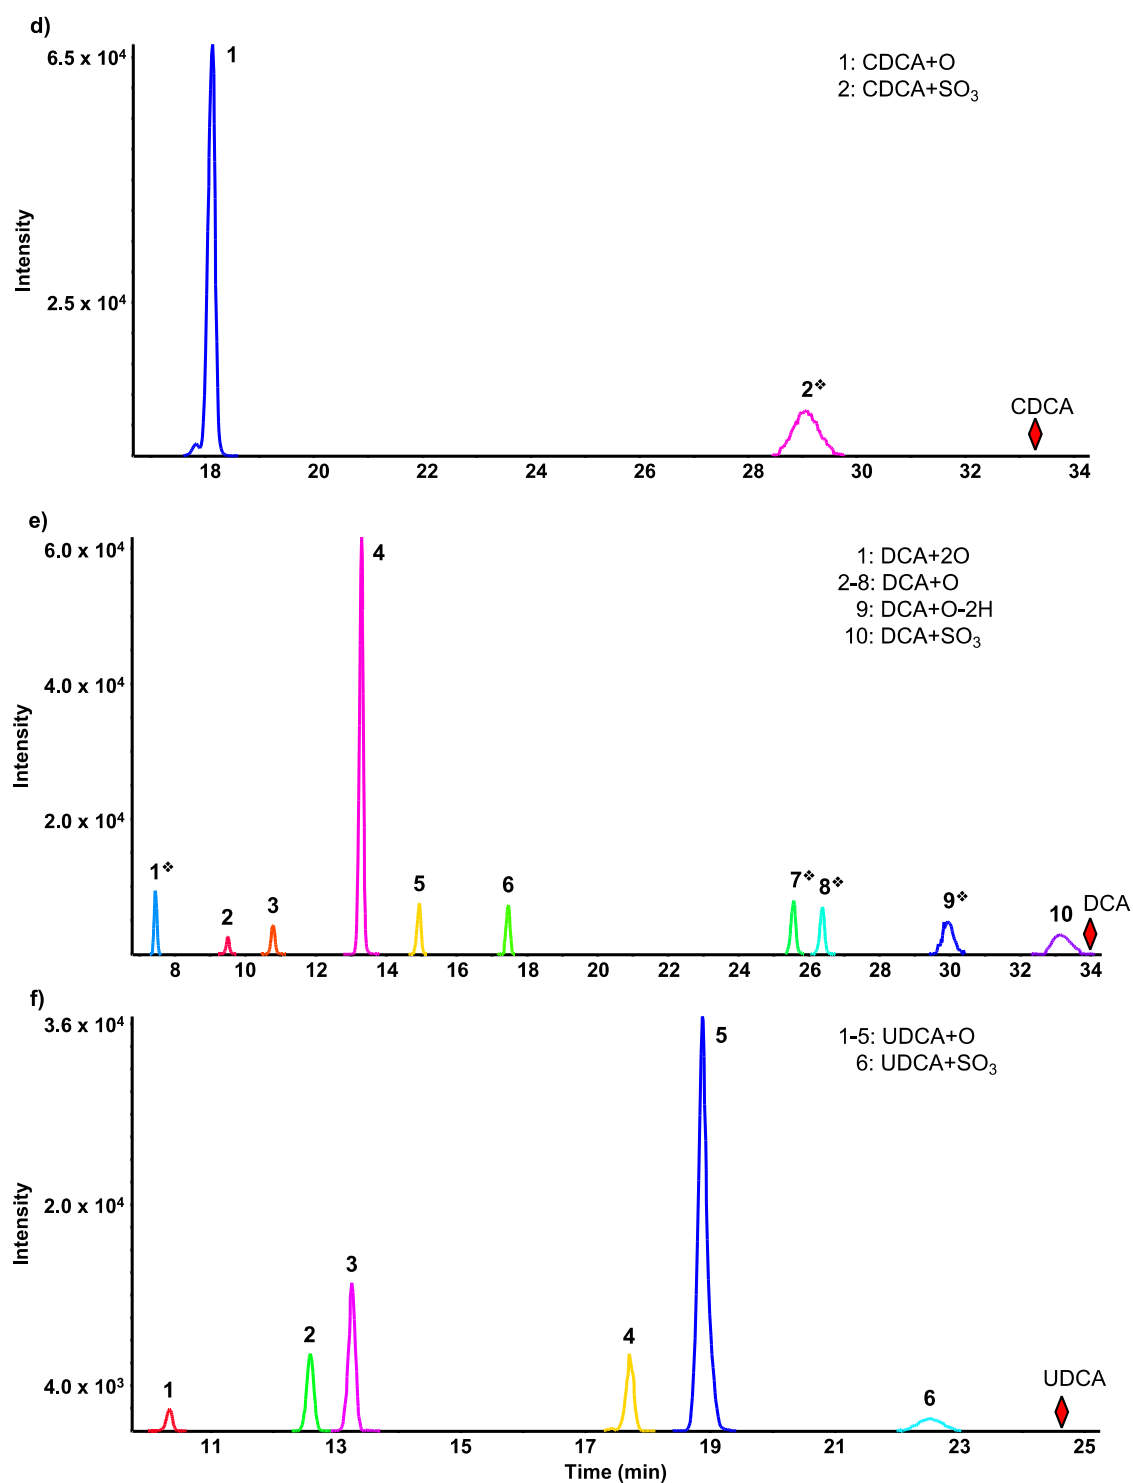 d)
6.5 x 10⁴
1
1: CDCA+O
2: CDCA+SO₃
Intensity
2.5 x 10⁴
2❖
CDCA
18 20 22 24 26 28 30 32 34
e)
6.0 x 10⁴
4
1: DCA+2O
2-8: DCA+O
9: DCA+O-2H
10: DCA+SO₃
4.0 x 10⁴
Intensity
2.0 x 10⁴
1❖ 2 3 5 6 7❖ 8❖ 9❖ 10 DCA
8 10 12 14 16 18 20 22 24 26 28 30 32 34
f)
3.6 x 10⁴
5
1-5: UDCA+O
6: UDCA+SO₃
2.0 x 10⁴
Intensity
3
2 4
4.0 x 10³
1 6 UDCA
11 13 15 17 19 21 23 25
Time (min)